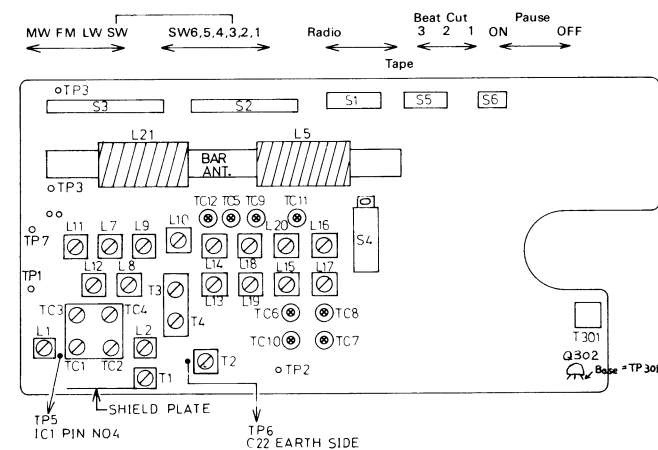 Beat Cut Pause
MW FM LW SW SW6,5,4,3,2,1 Radio 3 2 1 ON OFF
Tape
TP3
S3 S2 S1 S5 S6
L21 L5
BAR
ANT.
TP3
TC12 TC5 TC9 TC11
L11 L7 L9 L10 L20 L16
TP7
S4
L12 L8 L14 L18 L15 L17
TP1
T3 L13 L19
TC3 TC4 TC6 TC8
T4
L1 L2 T301
TC1 TC2 TC10 TC7
T2 Q302
T1 TP2 Base = TP301
SHIELD PLATE
TP5 TP6
IC1 PIN NO4 C22 EARTH SIDE